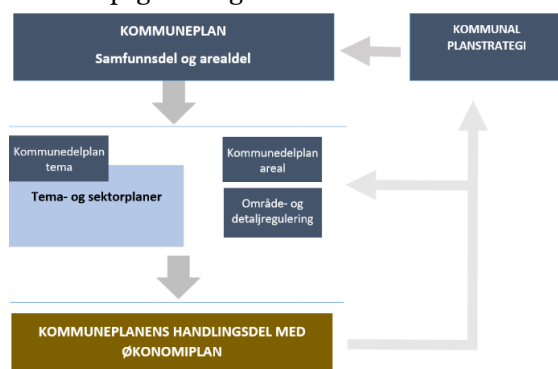 KOMMUNEPLAN
Samfunnsdel og arealdel
KOMMUNAL
PLANSTRATEGI
Kommunedelplan
tema
Tema- og sektorplaner
Kommunedelplan
areal
Område- og
detaljregulering
KOMMUNEPLANENS HANDLINGSDEL MED
ØKONOMIPLAN